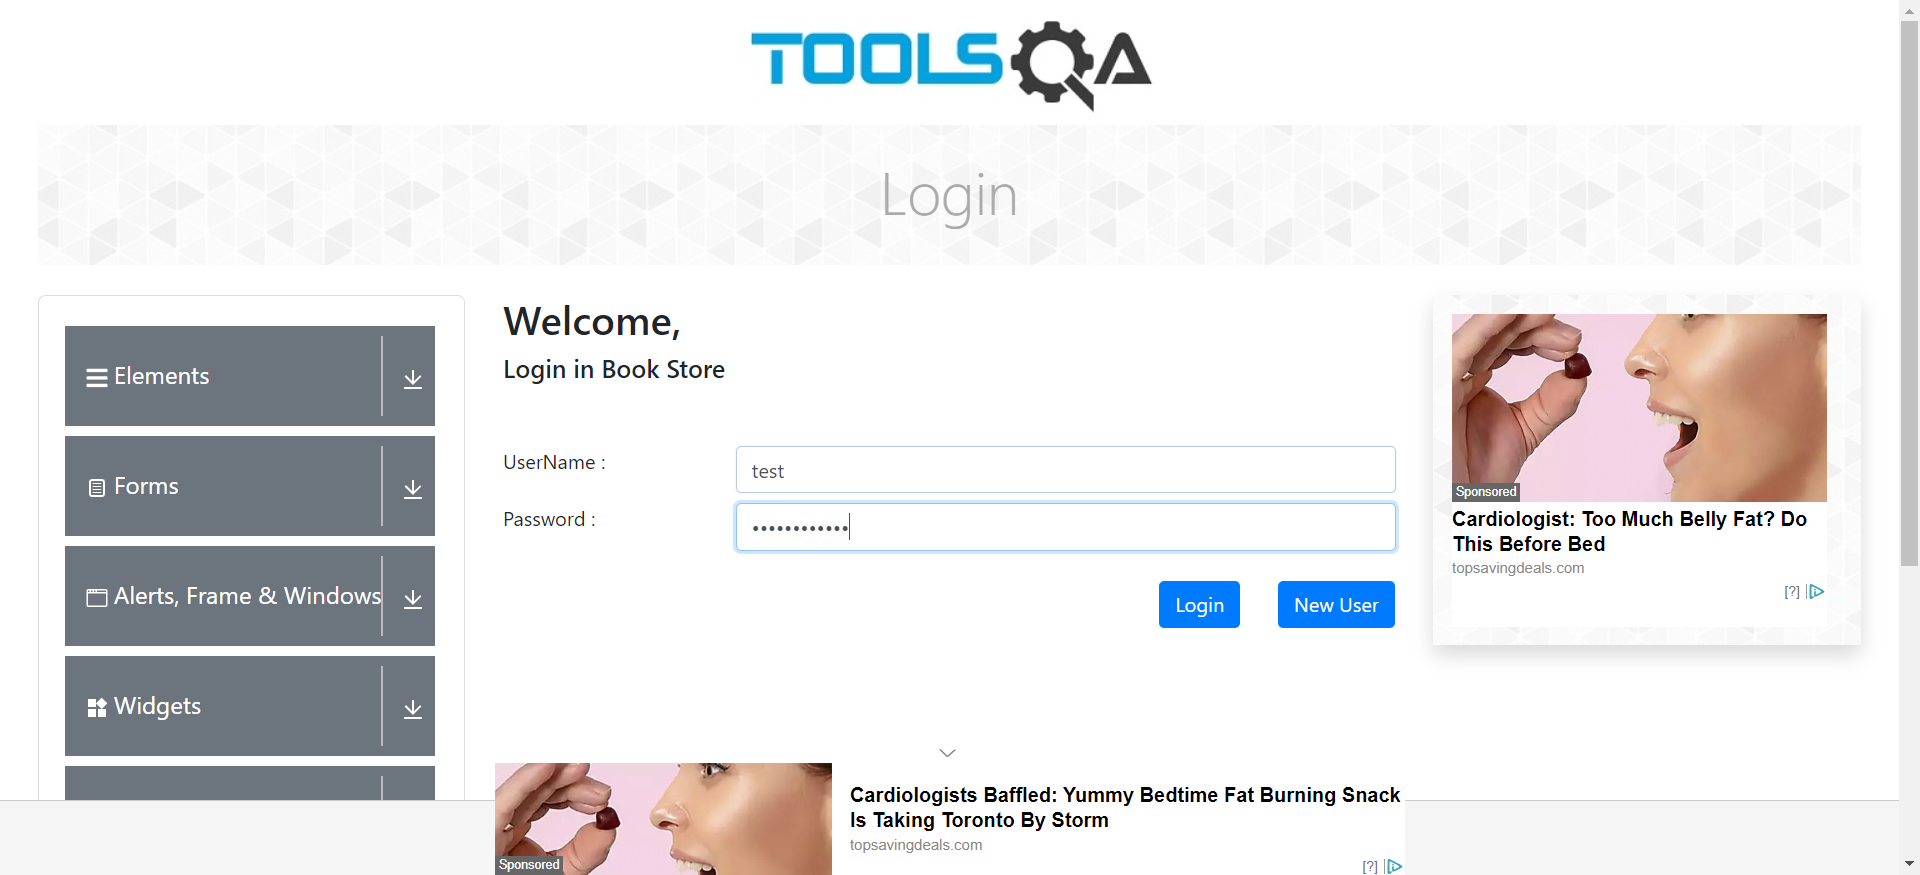 TOOLSQA
Login
Elements
Forms
Alerts, Frame & Windows
Widgets
Welcome,
Login in Book Store
UserName :
test
Password :
••••••••••••
Login
New User
Sponsored
Cardiologist: Too Much Belly Fat? Do
This Before Bed
topsavingdeals.com
[?]
Sponsored
Cardiologists Baffled: Yummy Bedtime Fat Burning Snack
Is Taking Toronto By Storm
topsavingdeals.com
[?]